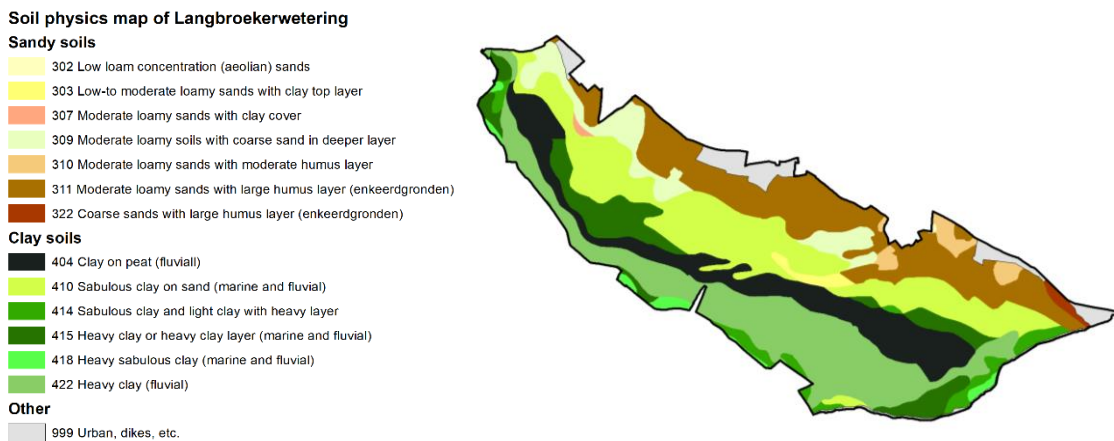 Soil physics map of Langbroekerwetering
Sandy soils
302 Low loam concentration (aeolian) sands
303 Low-to moderate loamy sands with clay top layer
307 Moderate loamy sands with clay cover
309 Moderate loamy soils with coarse sand in deeper layer
310 Moderate loamy sands with moderate humus layer
311 Moderate loamy sands with large humus layer (enkeerdgronden)
322 Coarse sands with large humus layer (enkeerdgronden)
Clay soils
404 Clay on peat (fluviall)
410 Sabulous clay on sand (marine and fluvial)
414 Sabulous clay and light clay with heavy layer
415 Heavy clay or heavy clay layer (marine and fluvial)
418 Heavy sabulous clay (marine and fluvial)
422 Heavy clay (fluvial)
Other
999 Urban, dikes, etc.